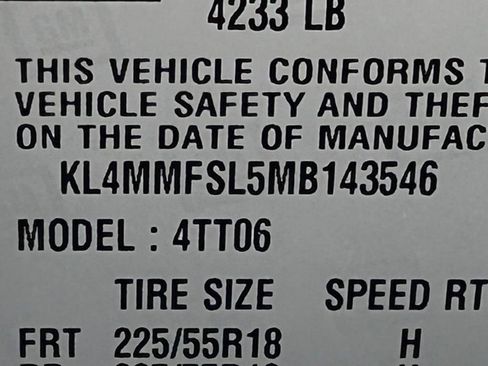 4233 LB
THIS VEHICLE CONFORMS
VEHICLE SAFETY AND THEF
ON THE DATE OF MANUFAC
KL4MMFSL5MB143546
MODEL : 4TT06
TIRE SIZE SPEED RT
FRT 225/55R18 H